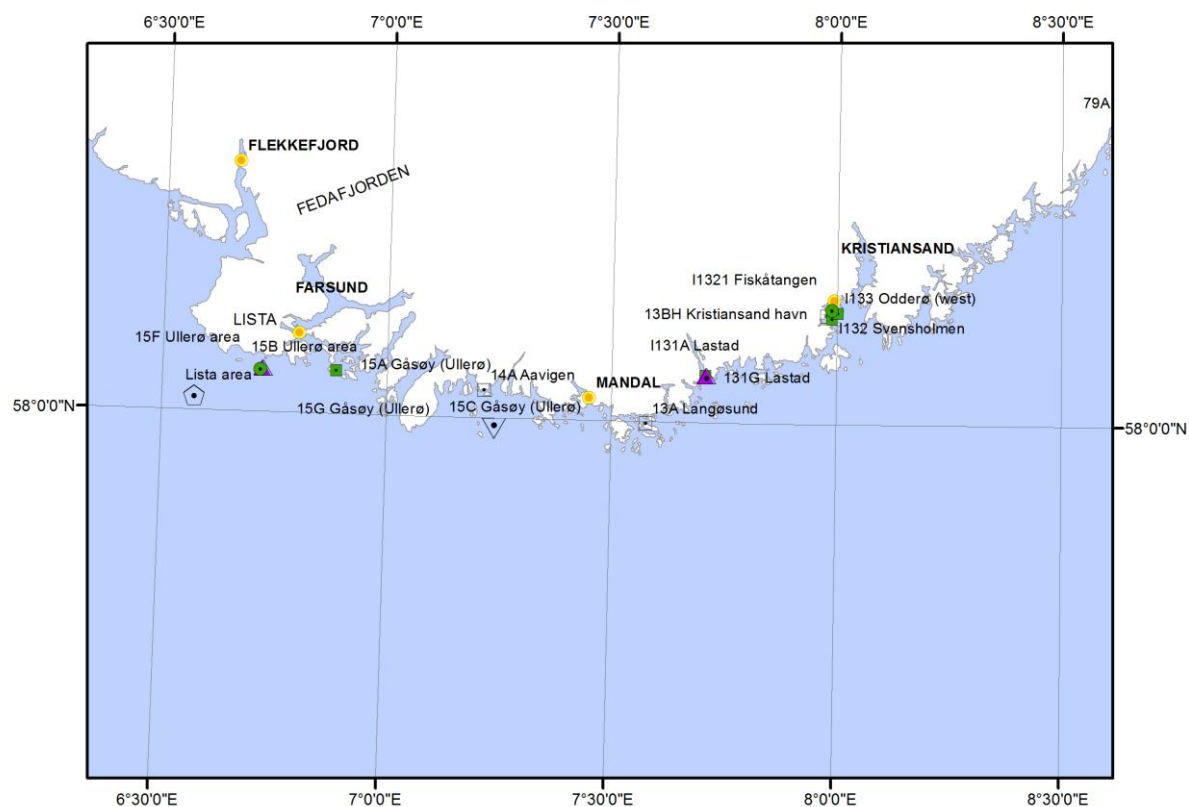 6°30'0"E
7°0'0"E
7°30'0"E
8°0'0"E
8°30'0"E
79A
FLEKKEFJORD
FEDAFJORDEN
KRISTIANSAND
I1321 Fiskåtangen
FARSUND
I133 Odderø (west)
13BH Kristiansand havn
LISTA
I132 Svensholmen
15F Ullerø area
15B Ullerø area
I131A Lastad
15A Gåsøy (Ullerø)
Lista area
14A Aavigen
131G Lastad
MANDAL
58°0'0"N
15G Gåsøy (Ullerø)
15C Gåsøy (Ullerø)
13A Langøsund
58°0'0"N
6°30'0"E
7°0'0"E
7°30'0"E
8°0'0"E
8°30'0"E